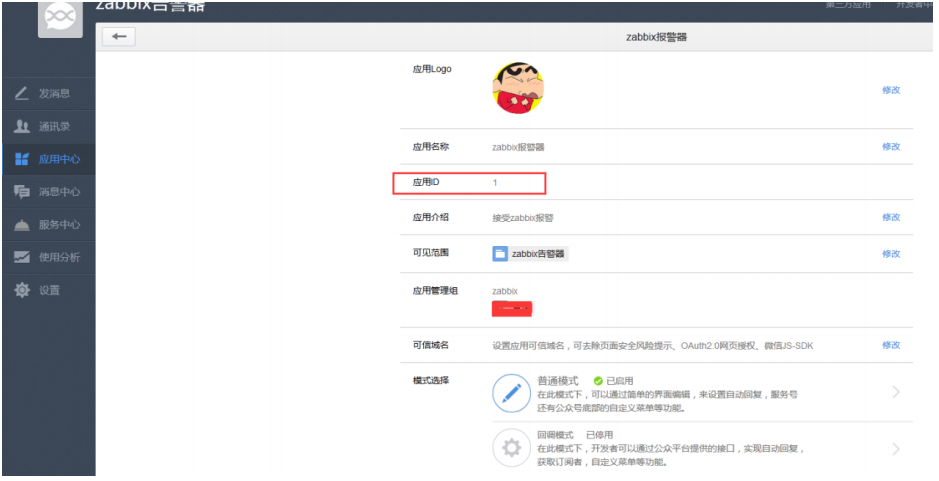 zabbix告警器
第三方应用 开发者中
zabbix报警器
发消息
通讯录
应用中心
消息中心
服务中心
使用分析
设置
应用Logo
修改
应用名称 zabbix报警器 修改
应用ID 1
应用介绍 接受zabbix报警 修改
可见范围 zabbix告警器 修改
应用管理组 zabbix
可信域名 设置应用可信域名，可去除页面安全风险提示、OAuth2.0网页授权、微信JS-SDK 修改
模式选择 普通模式 已启用
在此模式下，可以通过简单的界面编辑，来设置自动回复，服务号
还有公众号底部的自定义菜单等功能。
回调模式 已停用
在此模式下，开发者可以通过公众平台提供的接口，实现自动回复，
获取订阅者，自定义菜单等功能。